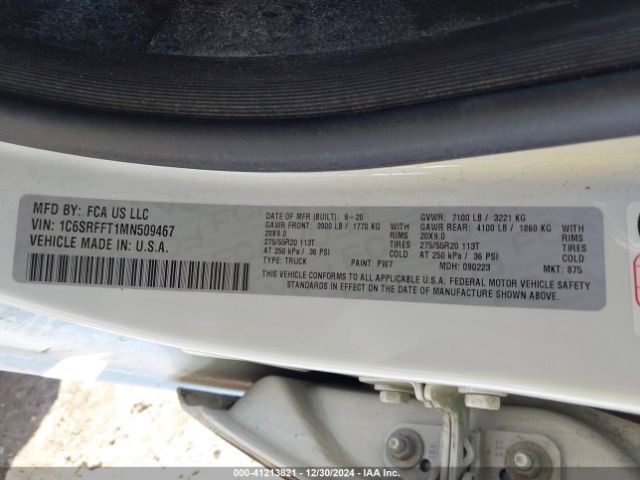 MFD BY: FCA US LLC
VIN: 1C6SRFFT1MN509467
VEHICLE MADE IN: U.S.A.
DATE OF MFR (BUILT): 9-20
GAWR FRONT: 3900 LB / 1770 KG WITH
20X9.0 RIMS
275/55R20 113T TIRES
AT 250 kPa / 36 PSI COLD
TYPE: TRUCK PAINT: PW7
GVWR: 7100 LB / 3221 KG
GAWR REAR: 4100 LB / 1860 KG WITH
20X9.0 RIMS
275/55R20 113T TIRES
AT 250 kPa / 36 PSI COLD
MDH: 090223 MKT: 875
THIS VEHICLE CONFORMS TO ALL APPLICABLE U.S.A. FEDERAL MOTOR VEHICLE SAFETY
STANDARDS IN EFFECT ON THE DATE OF MANUFACTURE SHOWN ABOVE.
000-41213821 - 12/30/2024 - IAA Inc.